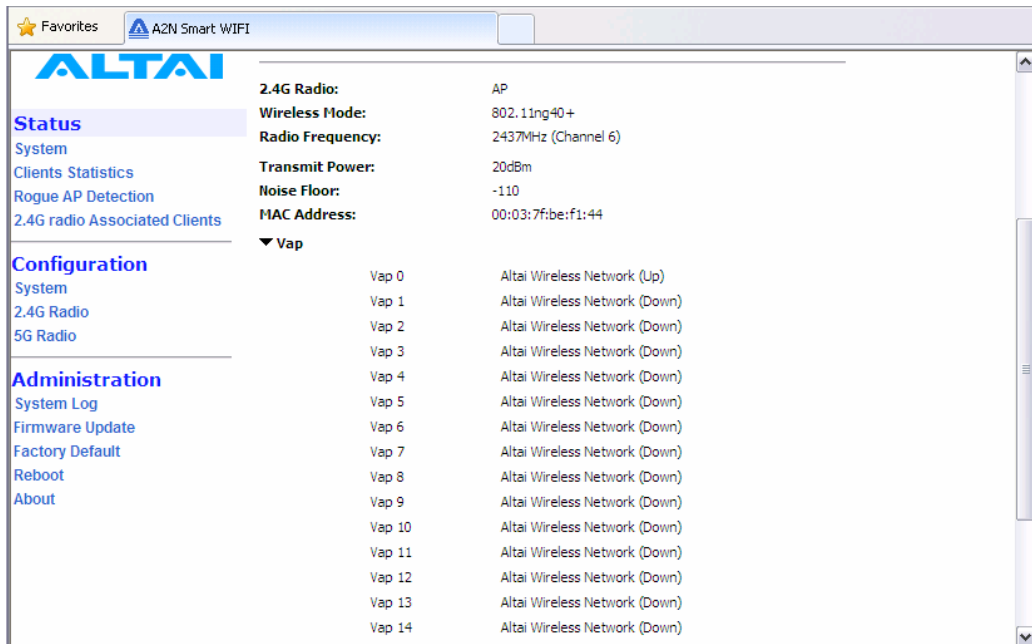 Favorites
A2N Smart WIFI
ALTAI
Status
System
Clients Statistics
Rogue AP Detection
2.4G radio Associated Clients
Configuration
System
2.4G Radio
5G Radio
Administration
System Log
Firmware Update
Factory Default
Reboot
About
2.4G Radio: AP
Wireless Mode: 802.11ng40+
Radio Frequency: 2437MHz (Channel 6)
Transmit Power: 20dBm
Noise Floor: -110
MAC Address: 00:03:7f:be:f1:44
Vap
Vap 0 Altai Wireless Network (Up)
Vap 1 Altai Wireless Network (Down)
Vap 2 Altai Wireless Network (Down)
Vap 3 Altai Wireless Network (Down)
Vap 4 Altai Wireless Network (Down)
Vap 5 Altai Wireless Network (Down)
Vap 6 Altai Wireless Network (Down)
Vap 7 Altai Wireless Network (Down)
Vap 8 Altai Wireless Network (Down)
Vap 9 Altai Wireless Network (Down)
Vap 10 Altai Wireless Network (Down)
Vap 11 Altai Wireless Network (Down)
Vap 12 Altai Wireless Network (Down)
Vap 13 Altai Wireless Network (Down)
Vap 14 Altai Wireless Network (Down)